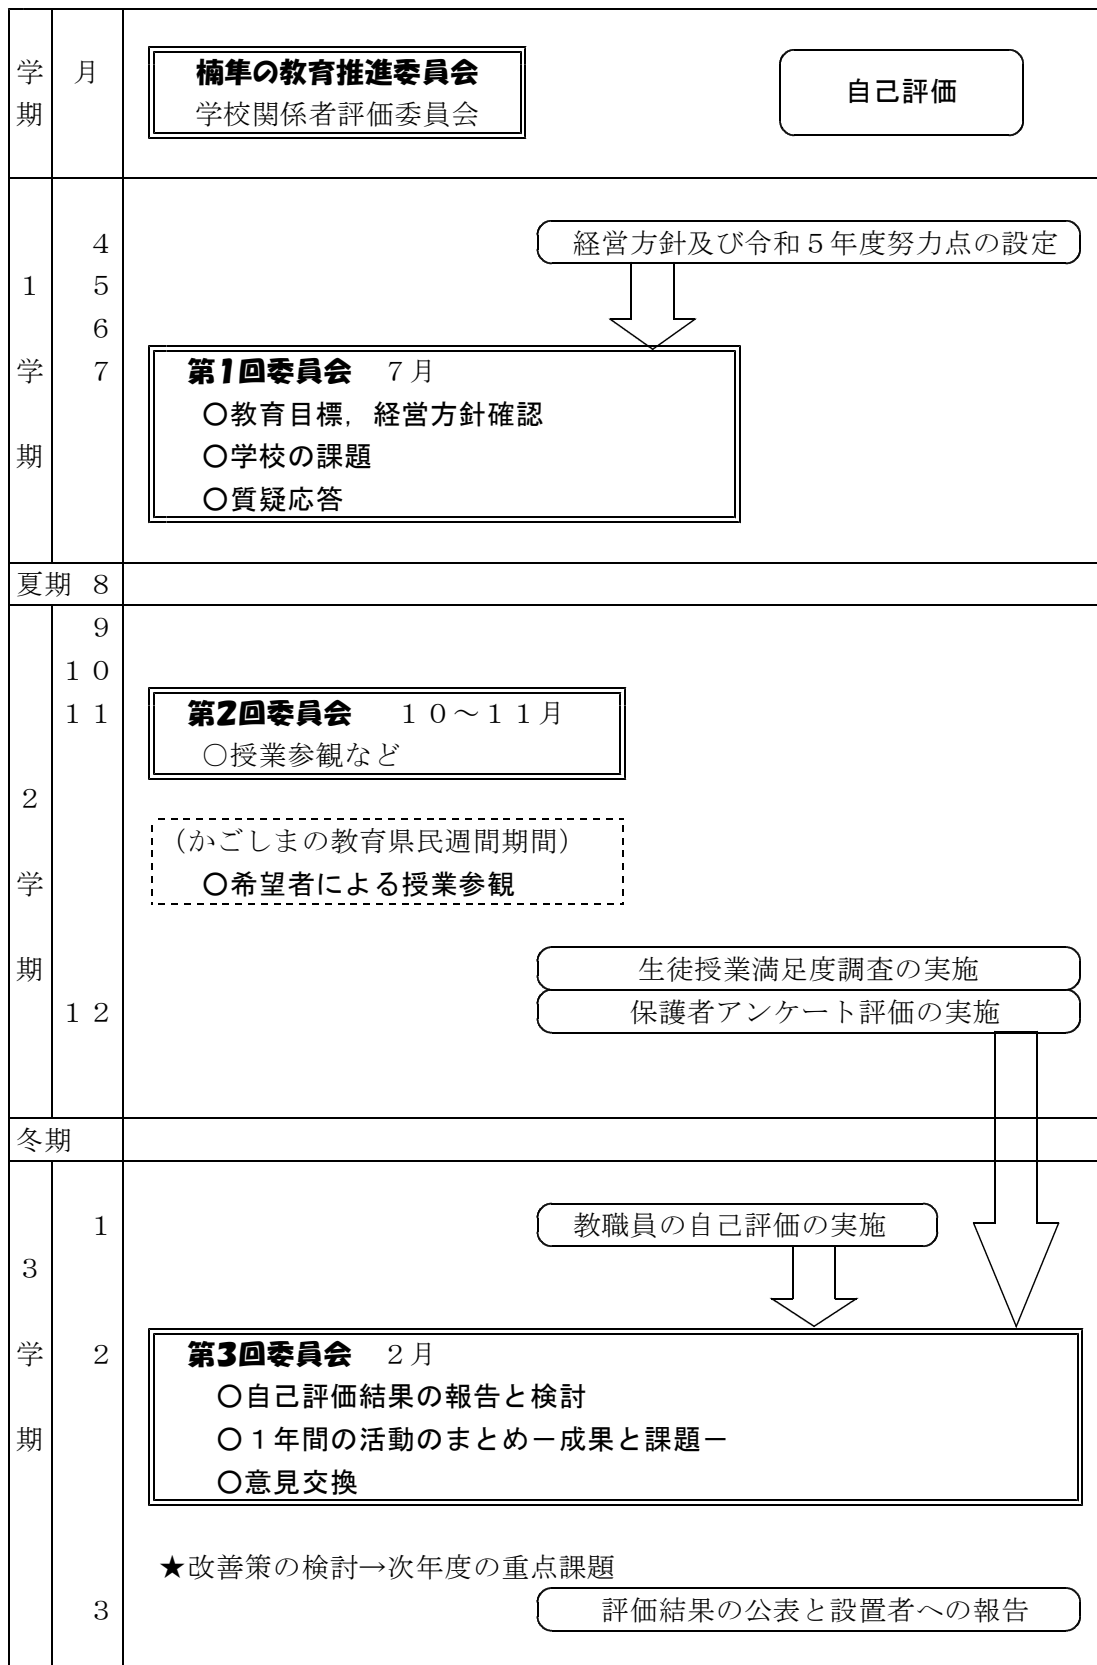 学期
月
楠隼の教育推進委員会
学校関係者評価委員会
自己評価
４
経営方針及び令和５年度努力点の設定
１
５
６
学
７
第1回委員会　７月
〇教育目標，経営方針確認
期
〇学校の課題
〇質疑応答
夏期　８
９
１０
１１
第2回委員会　１０～１１月
○授業参観など
２
（かごしまの教育県民週間期間）
学
〇希望者による授業参観
期
生徒授業満足度調査の実施
１２
保護者アンケート評価の実施
冬期
１
教職員の自己評価の実施
３
学
２
第3回委員会　２月
〇自己評価結果の報告と検討
期
〇１年間の活動のまとめ－成果と課題－
〇意見交換
★改善策の検討→次年度の重点課題
３
評価結果の公表と設置者への報告